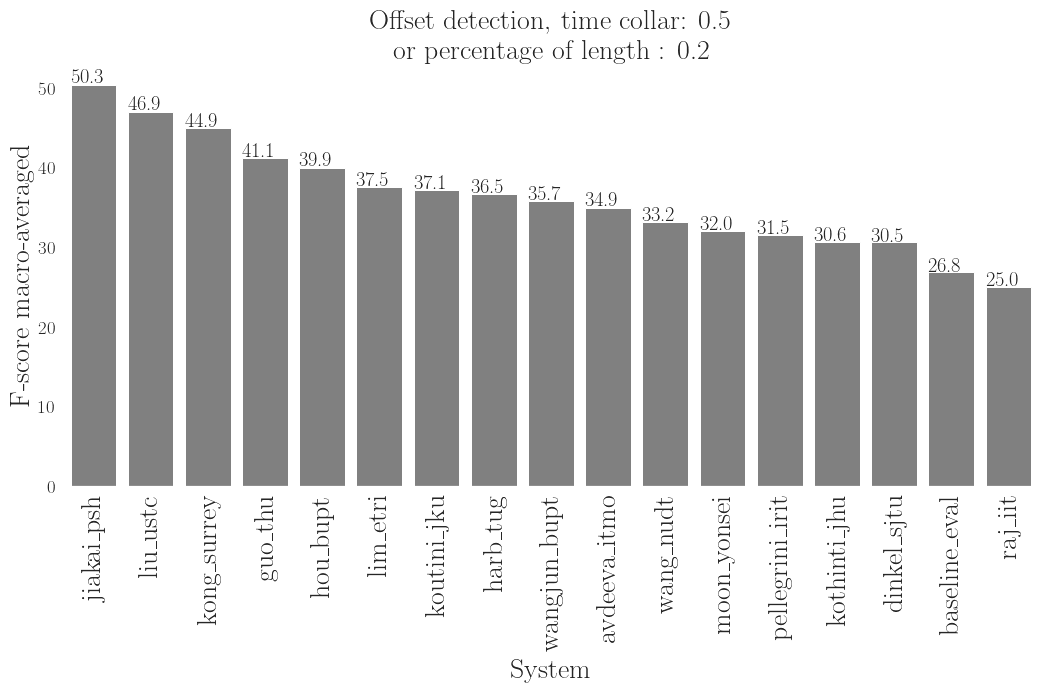 Offset detection, time collar: 0.5
or percentage of length : 0.2
F-score macro-averaged
50
40
30
20
10
0
50.3
46.9
44.9
41.1
39.9
37.5
37.1
36.5
35.7
34.9
33.2
32.0
31.5
30.6
30.5
26.8
25.0
jiakai_psh
liu_ustc
kong_surrey
guo_thu
hou_bupt
lim_etri
koutini_jku
harb_tug
wangjun_bupt
avdeeva_itmo
wang_nudt
moon_yonsei
pellegrini_irit
kothinti_jhu
dinkel_sjtu
baseline_eval
raj_iit
System